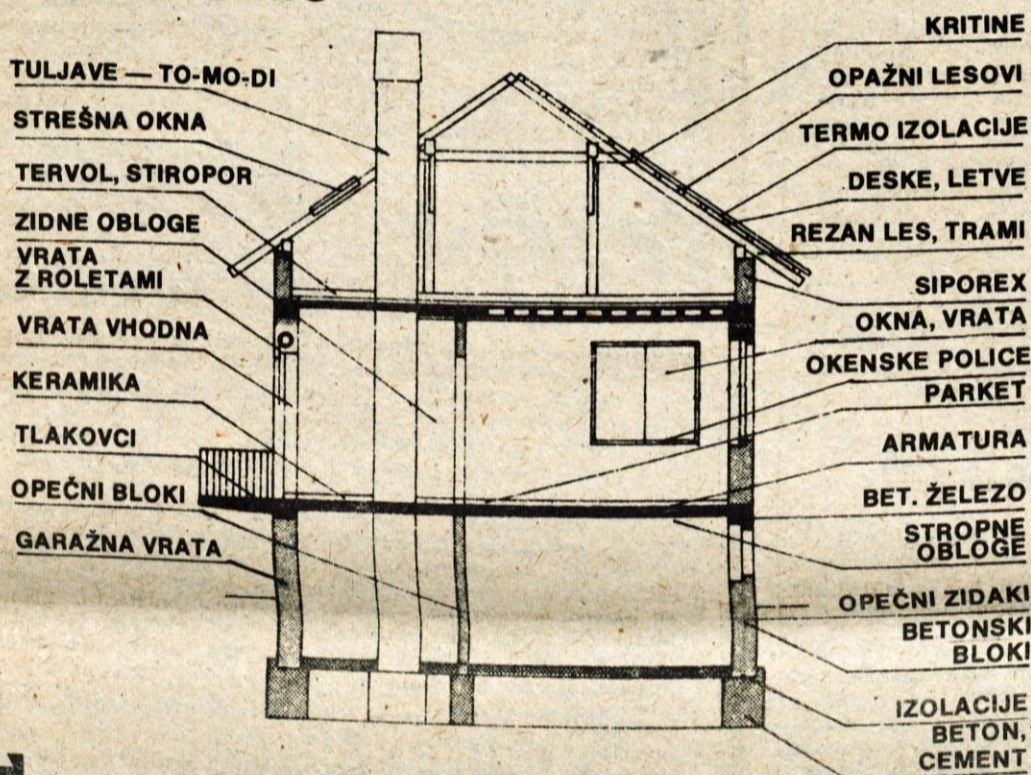 TULJAVE — TO-MO-DI
STREŠNA OKNA
TERVOL, STIROPOR
ZIDNE OBLOGE
VRATA
Z ROLETAMI
VRATA VHODNA
KERAMIKA
TLAKOVCI
OPEČNI BLOKI
GARAŽNA VRATA
KRITINE
OPAŽNI LESOVI
TERMO IZOLACIJE
DESKE, LETVE
REZAN LES, TRAMI
SIPOREX
OKNA, VRATA
OKENSKE POLICE
PARKET
ARMATURA
BET. ŽELEZO
STROPNE
OBLOGE
OPEČNI ZIDAKI
BETONSKI
BLOKI
IZOLACIJE
BETON,
CEMENT